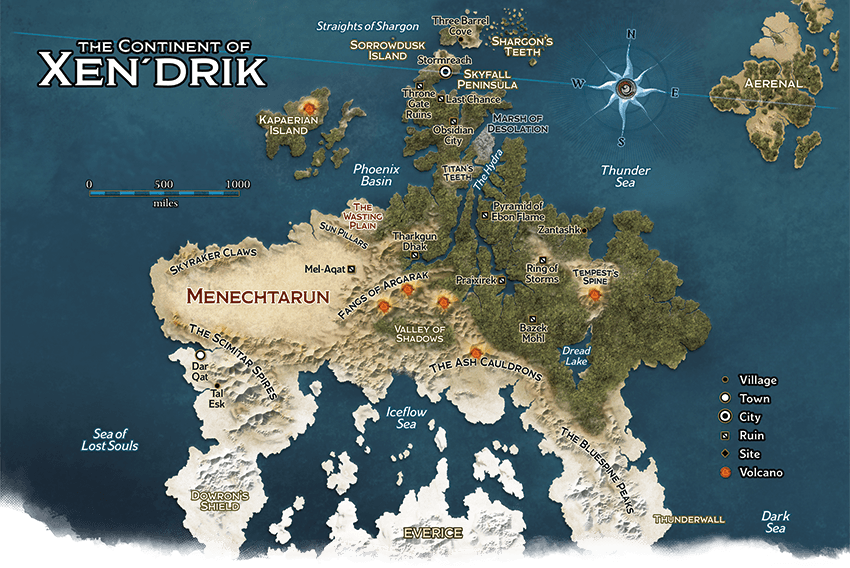 THE CONTINENT OF
XEN´DRIK
Straights of Shargon
Three Barrel
Cove
SORROWDUSK
ISLAND
SHARGON'S
TEETH
Stormreach
SKYFALL
PENINSULA
Throne
Gate
Ruins
Last Chance
Obsidian
City
MARSH OF
DESOLATION
KAPAERIAN
ISLAND
N
W
E
S
AERENAL
0 500 1000
miles
Phoenix
Basin
TITAN'S
TEETH
The Hydra
Thunder
Sea
THE
WASTING
PLAIN
SUN PILLARS
Pyramid of
Ebon Flame
Zantashk
Tharkgun
Dhak
SKYRAKER CLAWS
Mel-Aqat
FANGS OF ARGARAK
Praixirek
Ring of
Storms
TEMPEST'S
SPINE
MENECHTARUN
VALLEY OF
SHADOWS
Bazek
Mohl
THE SCIMITAR SPIRES
Dar
Qat
THE ASH CAULDRONS
Dread
Lake
Tal
Esk
Iceflow
Sea
Sea of
Lost Souls
THE BLUESPINE PEAKS
DOWRON'S
SHIELD
EVERICE
THUNDERWALL
Dark
Sea
Village
Town
City
Ruin
Site
Volcano